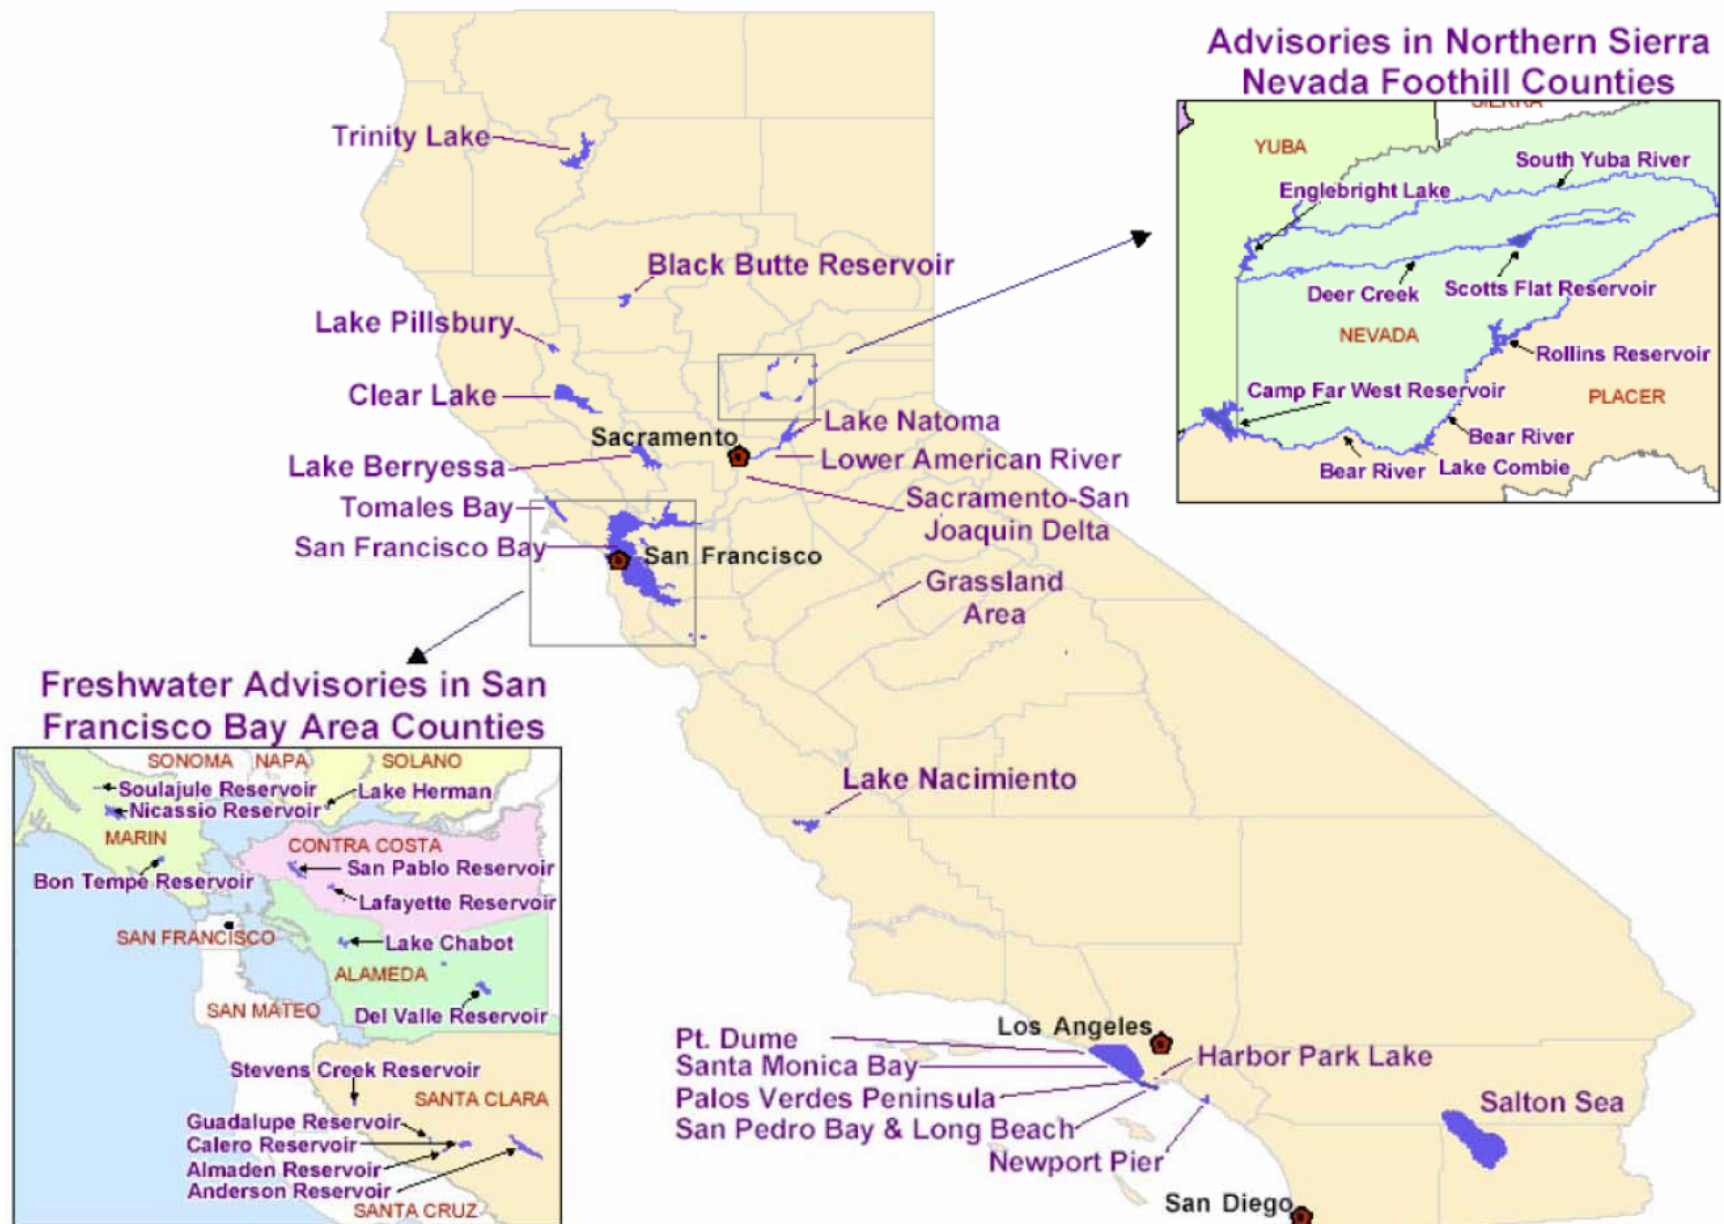 Advisories in Northern Sierra
Nevada Foothill Counties
SIERRA
YUBA
South Yuba River
Englebright Lake
Deer Creek
Scotts Flat Reservoir
NEVADA
Rollins Reservoir
Camp Far West Reservoir
PLACER
Bear River
Bear River
Lake Combie
Trinity Lake
Black Butte Reservoir
Lake Pillsbury
Clear Lake
Lake Natoma
Sacramento
Lake Berryessa
Lower American River
Tomales Bay
Sacramento-San
Joaquin Delta
San Francisco Bay
San Francisco
Grassland
Area
Freshwater Advisories in San
Francisco Bay Area Counties
SONOMA
NAPA
SOLANO
Soulajule Reservoir
Lake Herman
Nicassio Reservoir
MARIN
CONTRA COSTA
San Pablo Reservoir
Bon Tempe Reservoir
Lafayette Reservoir
SAN FRANCISCO
Lake Chabot
ALAMEDA
SAN MATEO
Del Valle Reservoir
Stevens Creek Reservoir
SANTA CLARA
Guadalupe Reservoir
Calero Reservoir
Almaden Reservoir
Anderson Reservoir
SANTA CRUZ
Lake Nacimiento
Los Angeles
Pt. Dume
Santa Monica Bay
Harbor Park Lake
Palos Verdes Peninsula
San Pedro Bay & Long Beach
Newport Pier
Salton Sea
San Diego